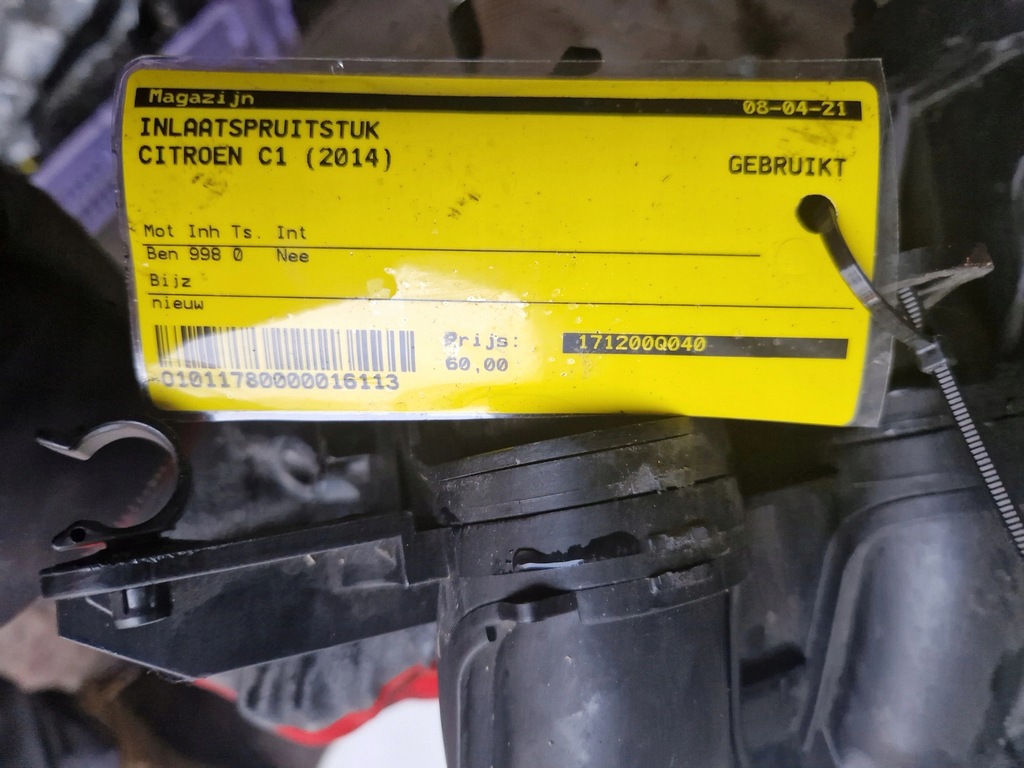 Magazijn 08-04-21
INLAATSPRUITSTUK
CITROEN C1 (2014)
GEBRUIKT
Mot Inh Ts. Int
Ben 998 0 Nee
Bijz
nieuw
Prijs: 171200Q040
60,00
010117800000016113